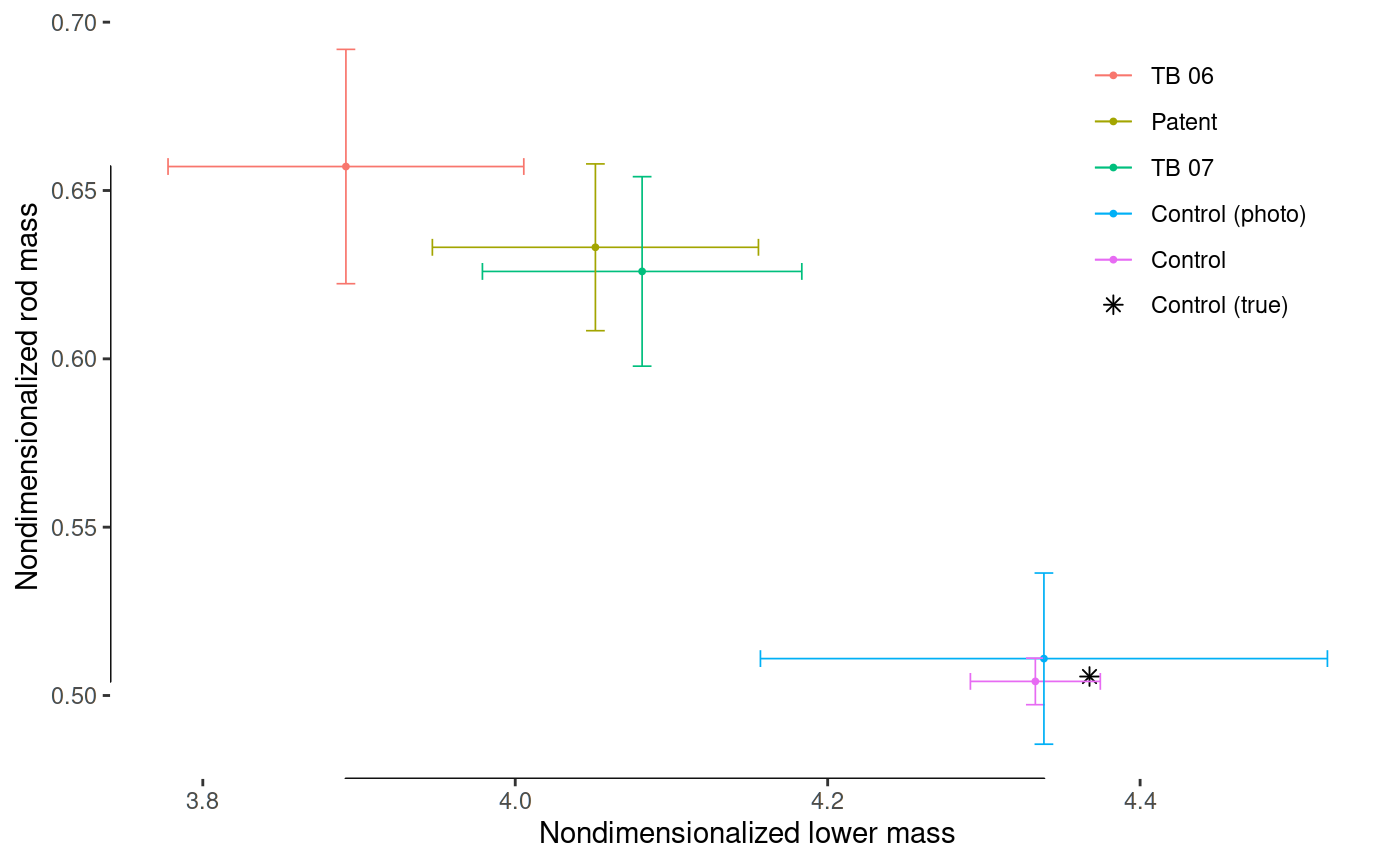 0.70
0.65
0.60
0.55
0.50
Nondimensionalized rod mass
TB 06
Patent
TB 07
Control (photo)
Control
Control (true)
3.8
4.0
4.2
4.4
Nondimensionalized lower mass